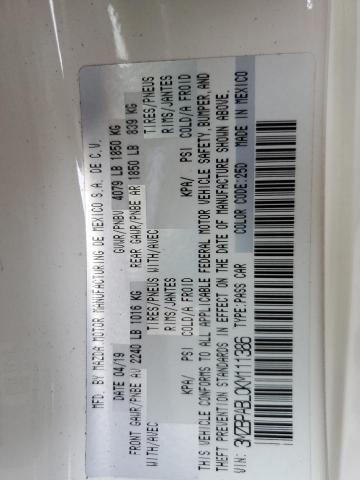 MFD. BY MAZDA MOTOR MANUFACTURING DE MEXICO S.A. DE C.V.
DATE 04/19 GVWR/PNBV 4079 LB 1850 KG
FRONT GAWR/PNBE AV 2240 LB 1016 KG REAR GAWR/PNBE AR 1850 LB 839 KG
WITH/AVEC TIRES/PNEUS WITH/AVEC TIRES/PNEUS
RIMS/JANTES RIMS/JANTES
KPA/ PSI COLD/A FROID KPA/ PSI COLD/A FROID
THIS VEHICLE CONFORMS TO ALL APPLICABLE FEDERAL MOTOR VEHICLE SAFETY, BUMPER, AND
THEFT PREVENTION STANDARDS IN EFFECT ON THE DATE OF MANUFACTURE SHOWN ABOVE.
VIN: TYPE:PASS CAR COLOR CODE:25D MADE IN MEXICO